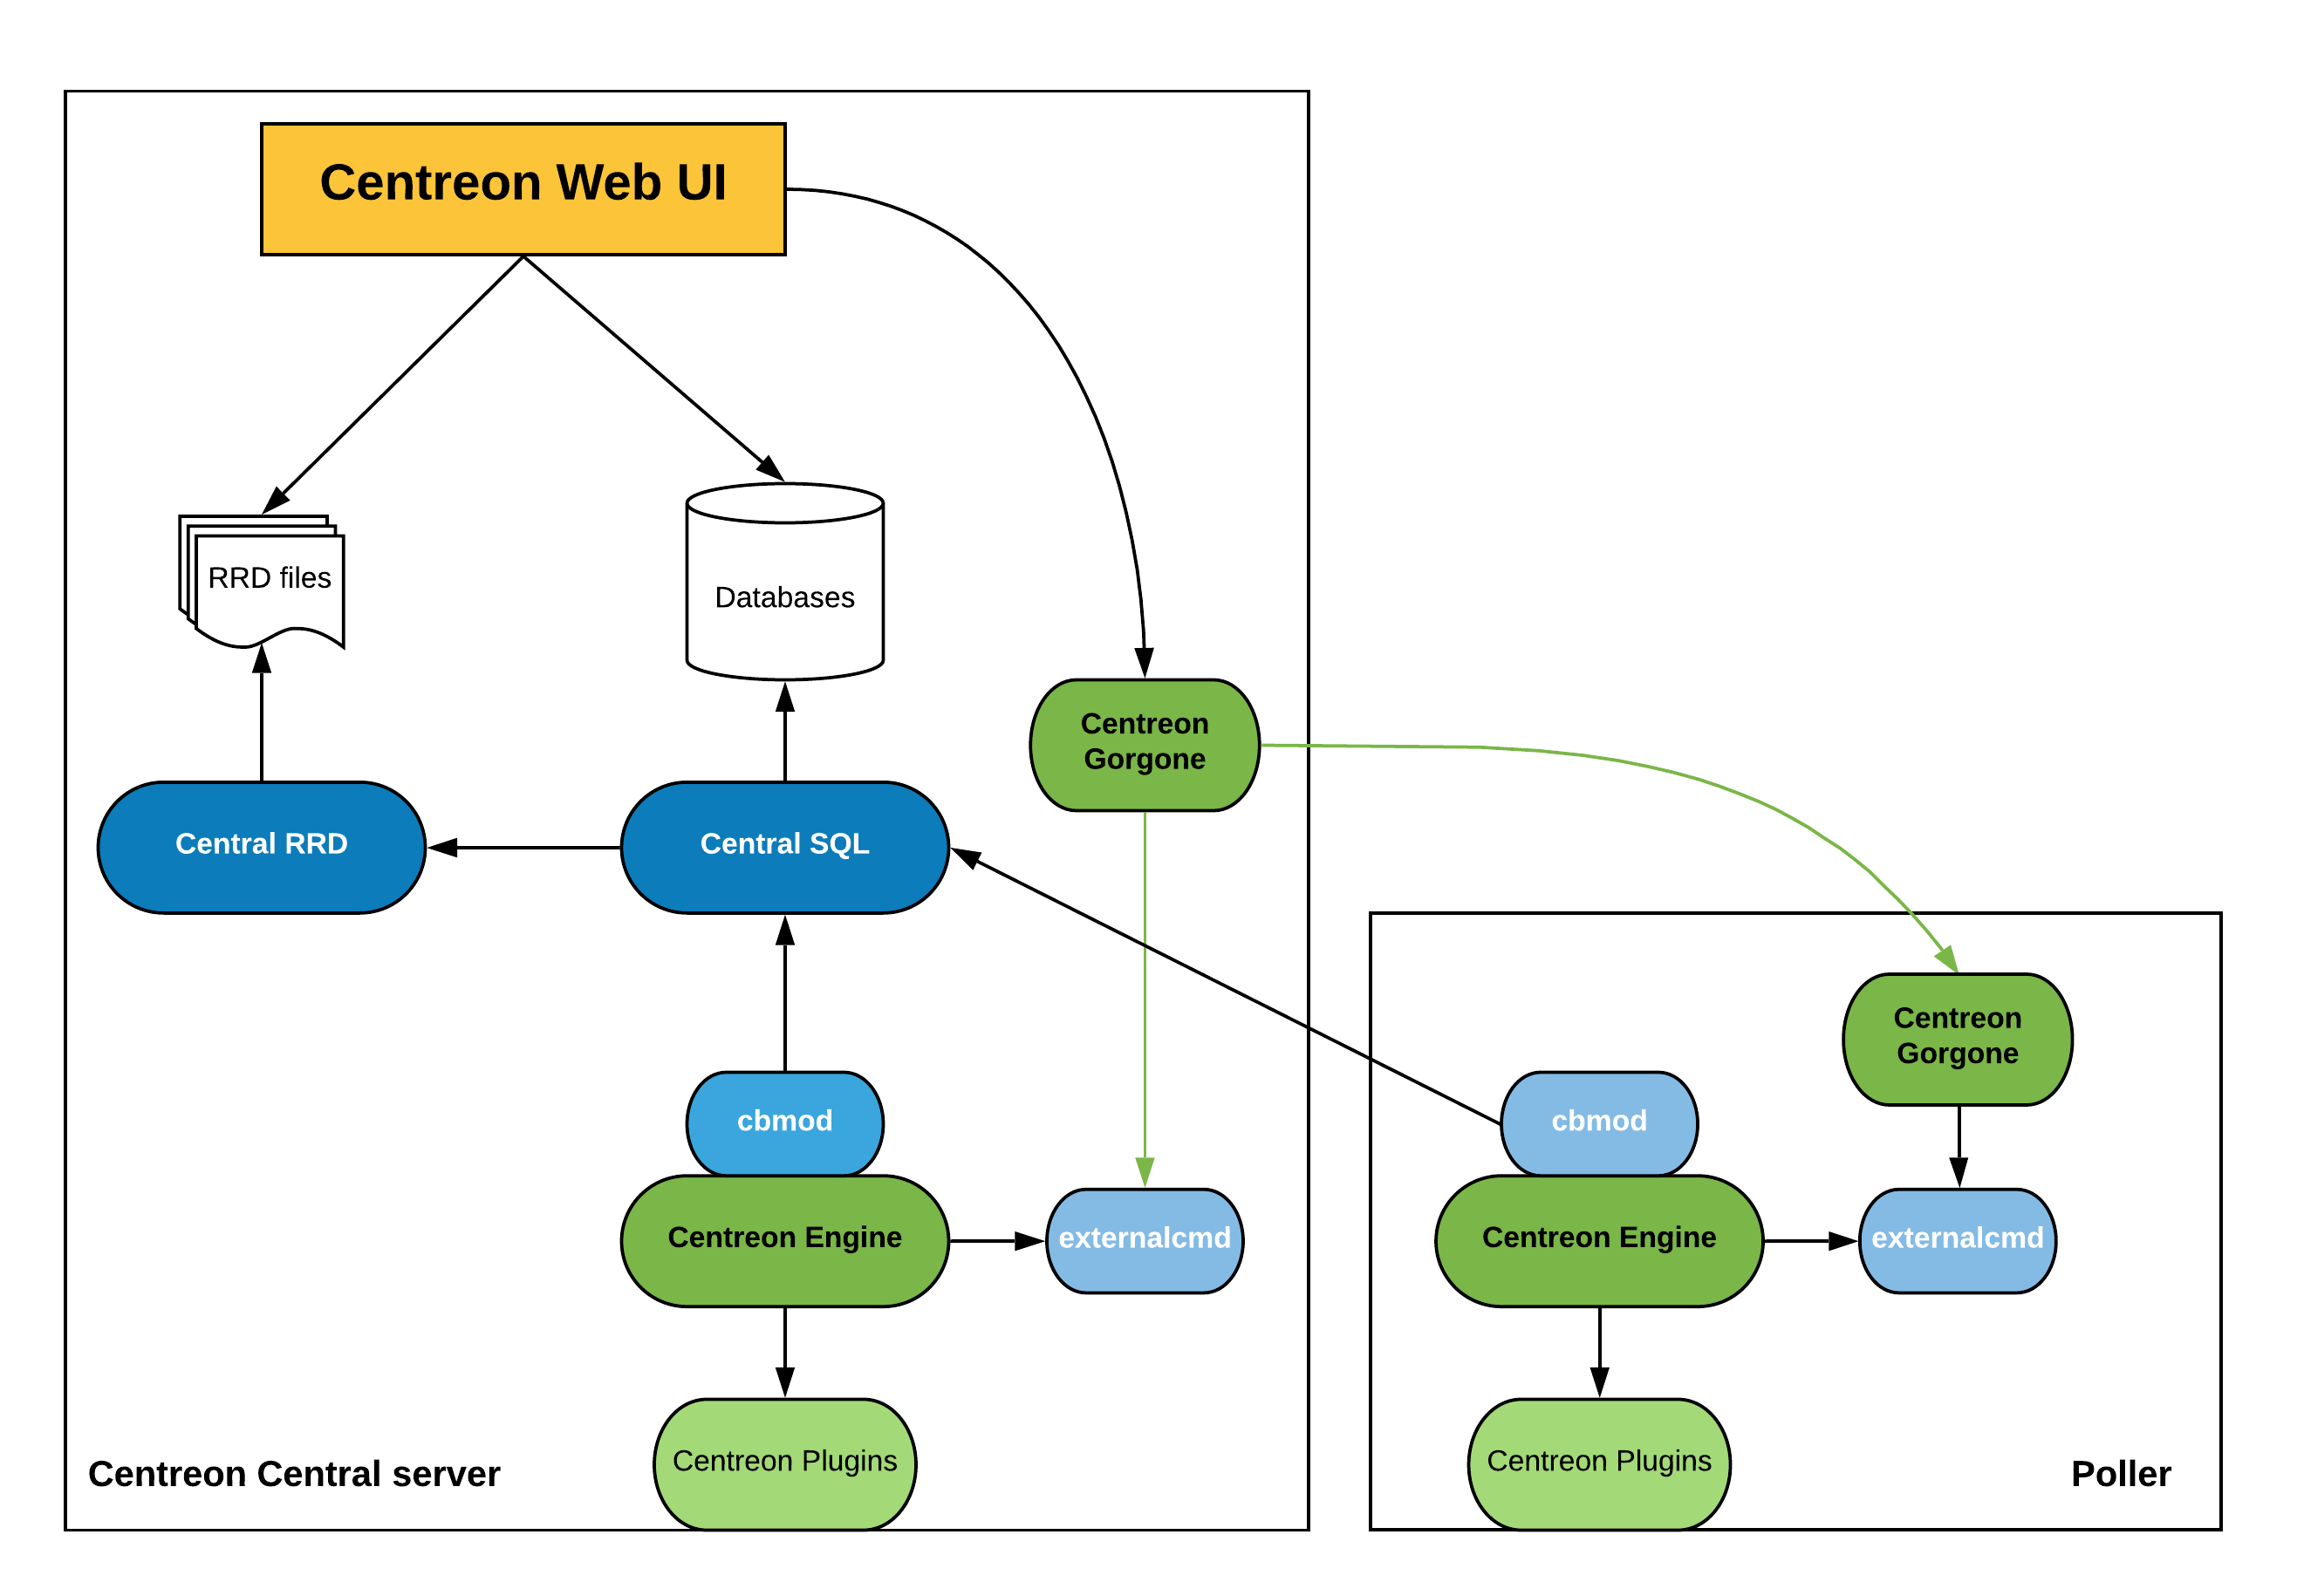 Centreon Web UI
RRD files
Databases
Centreon
Gorgone
Central RRD
Central SQL
Centreon
Gorgone
cbmod
cbmod
Centreon Engine
externalcmd
Centreon Engine
externalcmd
Centreon Plugins
Centreon Plugins
Centreon Central server
Poller